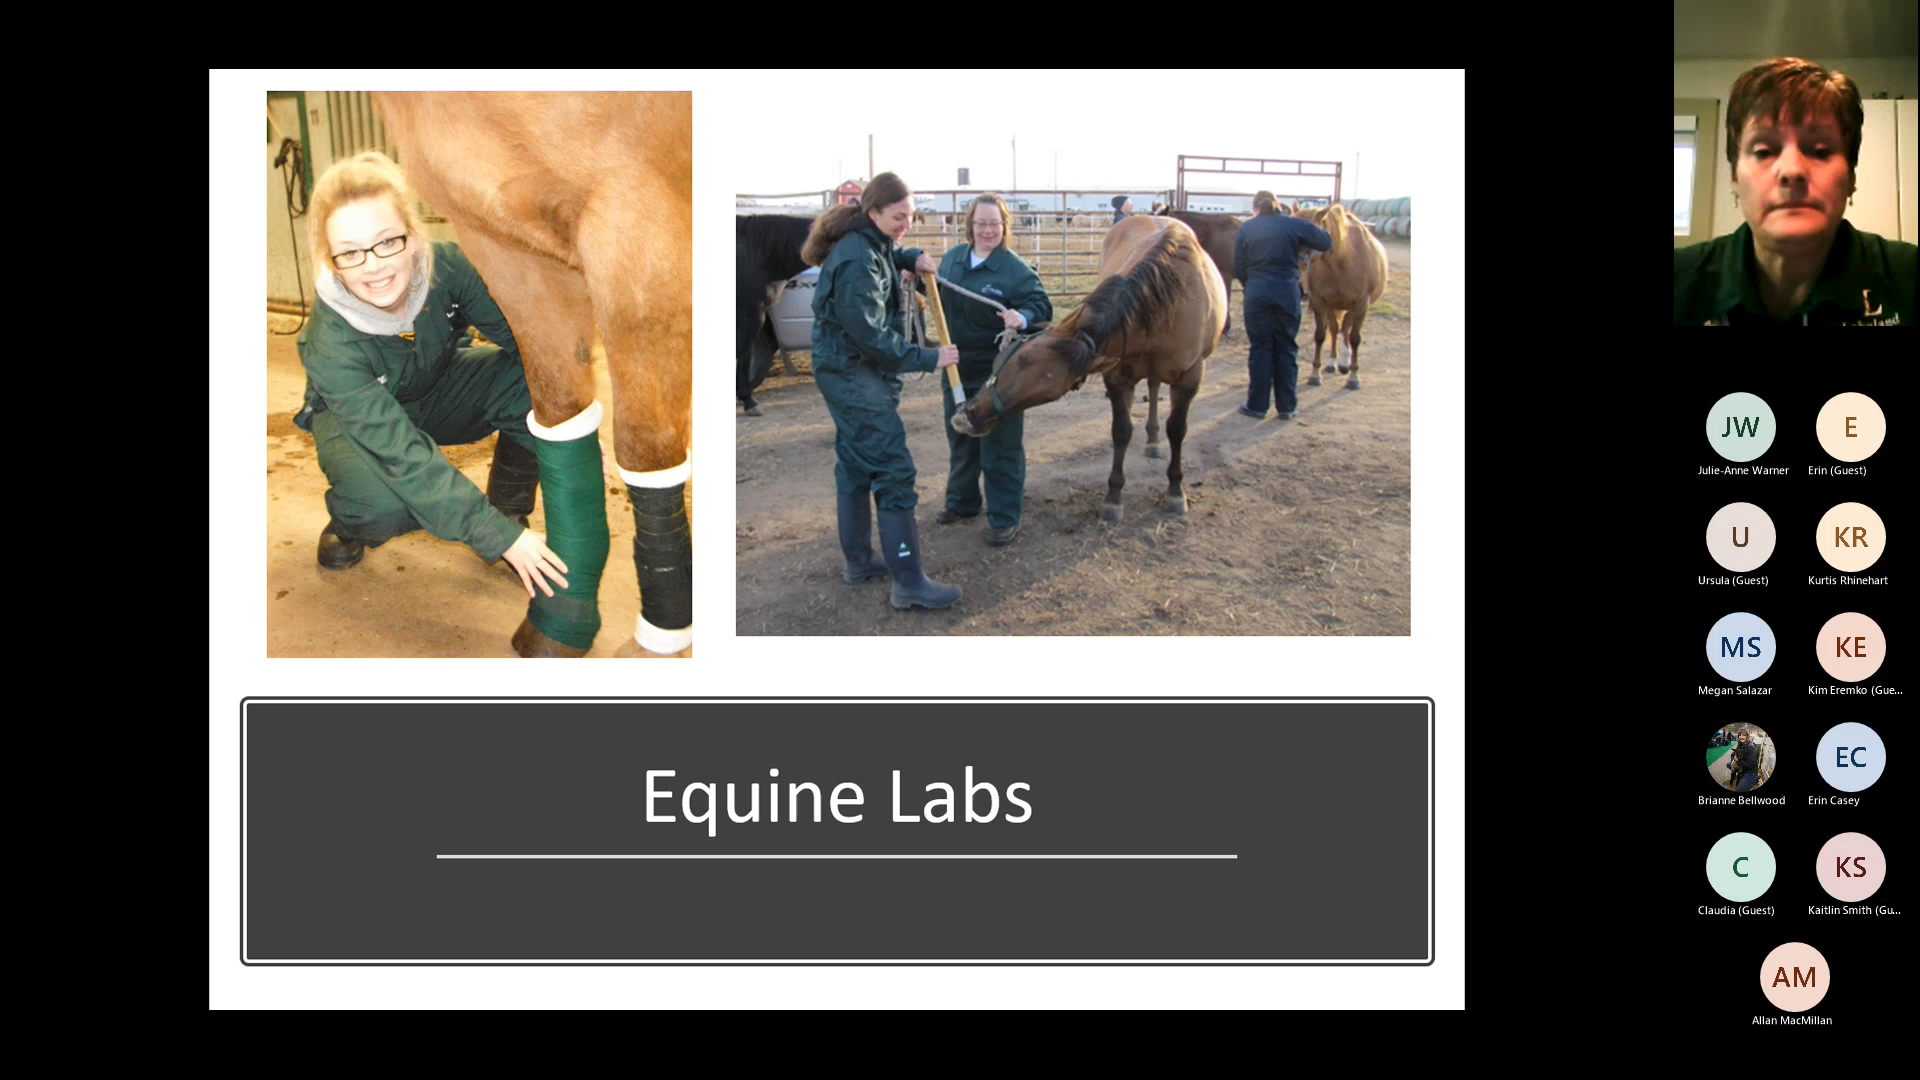 Equine Labs
JW
E
Julie-Anne Warner
Erin (Guest)
U
KR
Ursula (Guest)
Kurtis Rhinehart
MS
KE
Megan Salazar
Kim Eremko (Gue...
EC
Brianne Bellwood
Erin Casey
C
KS
Claudia (Guest)
Kaitlin Smith (Gu...
AM
Allan MacMillan